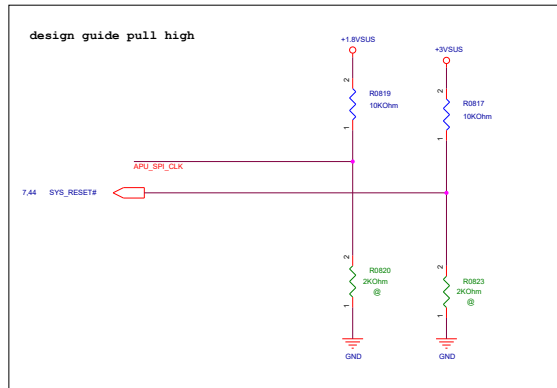 design guide pull high
+1.8VSUS
+3VSUS
2
R0819
10KOhm
1
2
R0817
10KOhm
1
APU_SPI_CLK
7,44 SYS_RESET#
2
R0820
2KOhm
@
1
2
R0823
2KOhm
@
1
GND
GND